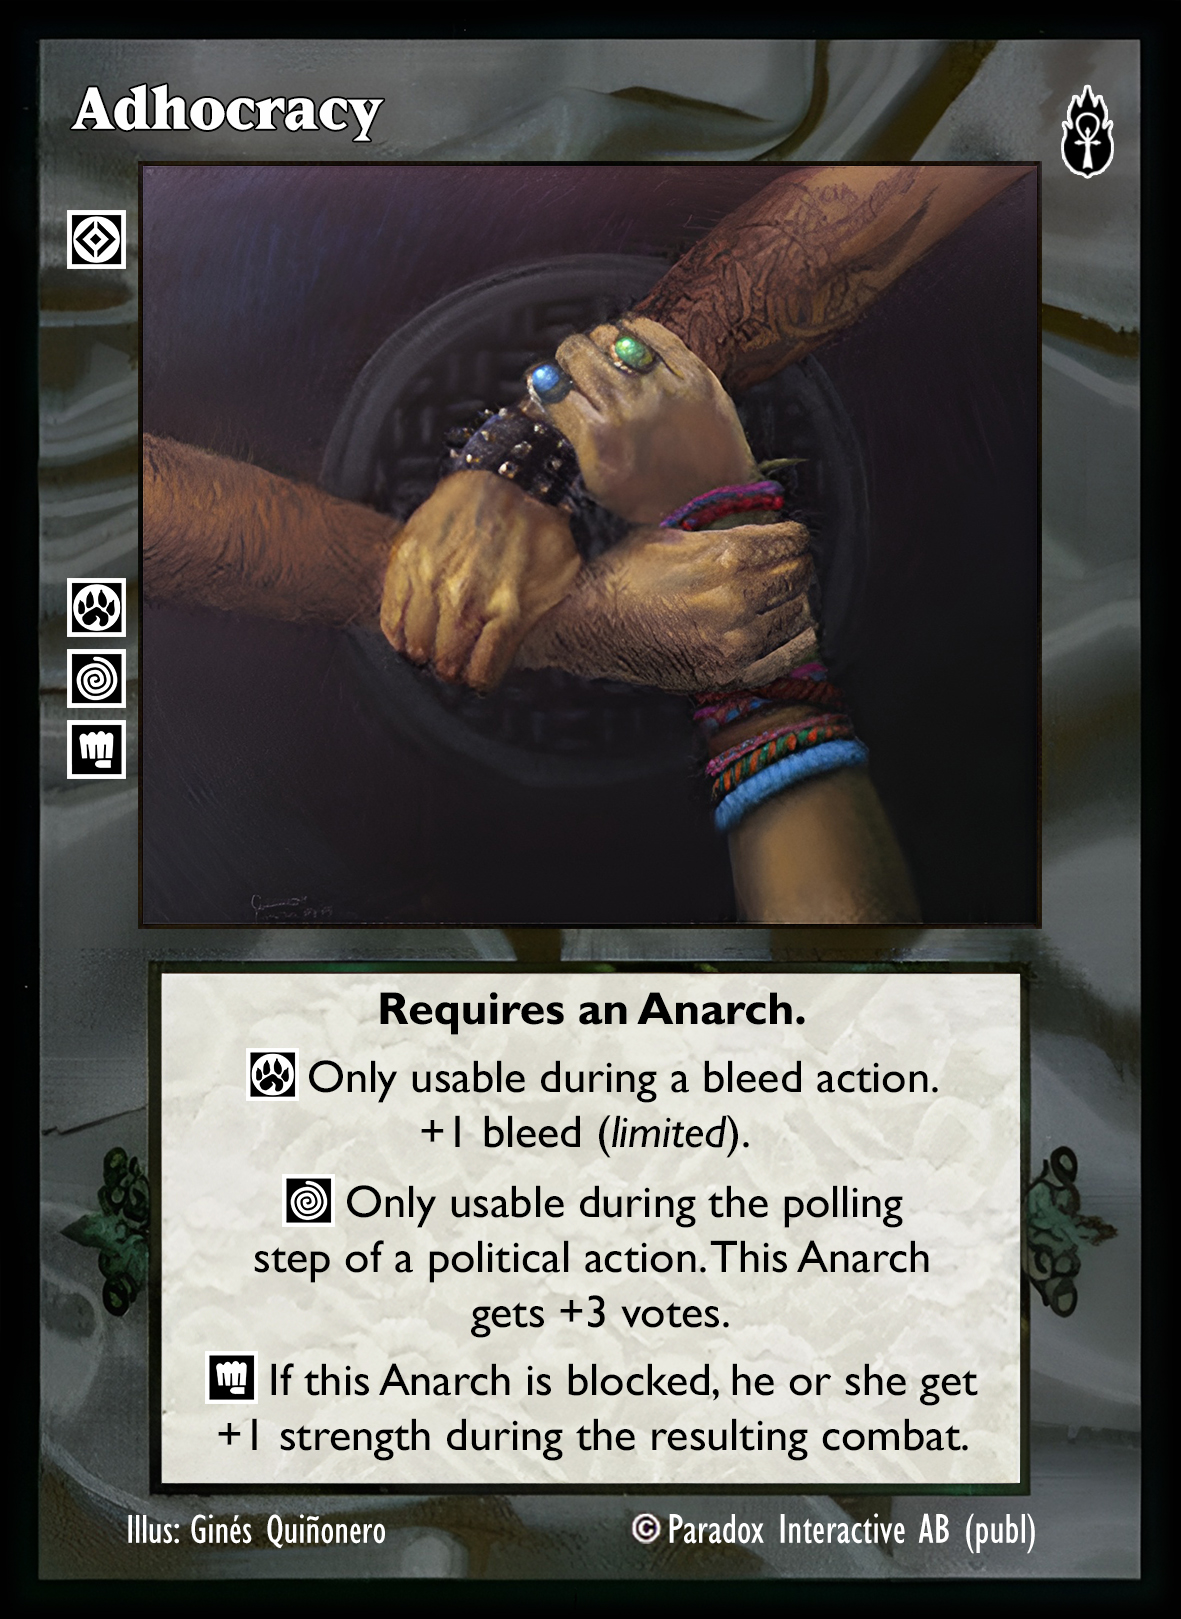 Adhocracy
Requires an Anarch.
Only usable during a bleed action.
+1 bleed (limited).
Only usable during the polling
step of a political action. This Anarch
gets +3 votes.
If this Anarch is blocked, he or she get
+1 strength during the resulting combat.
Illus: Ginés Quiñonero
© Paradox Interactive AB (publ)